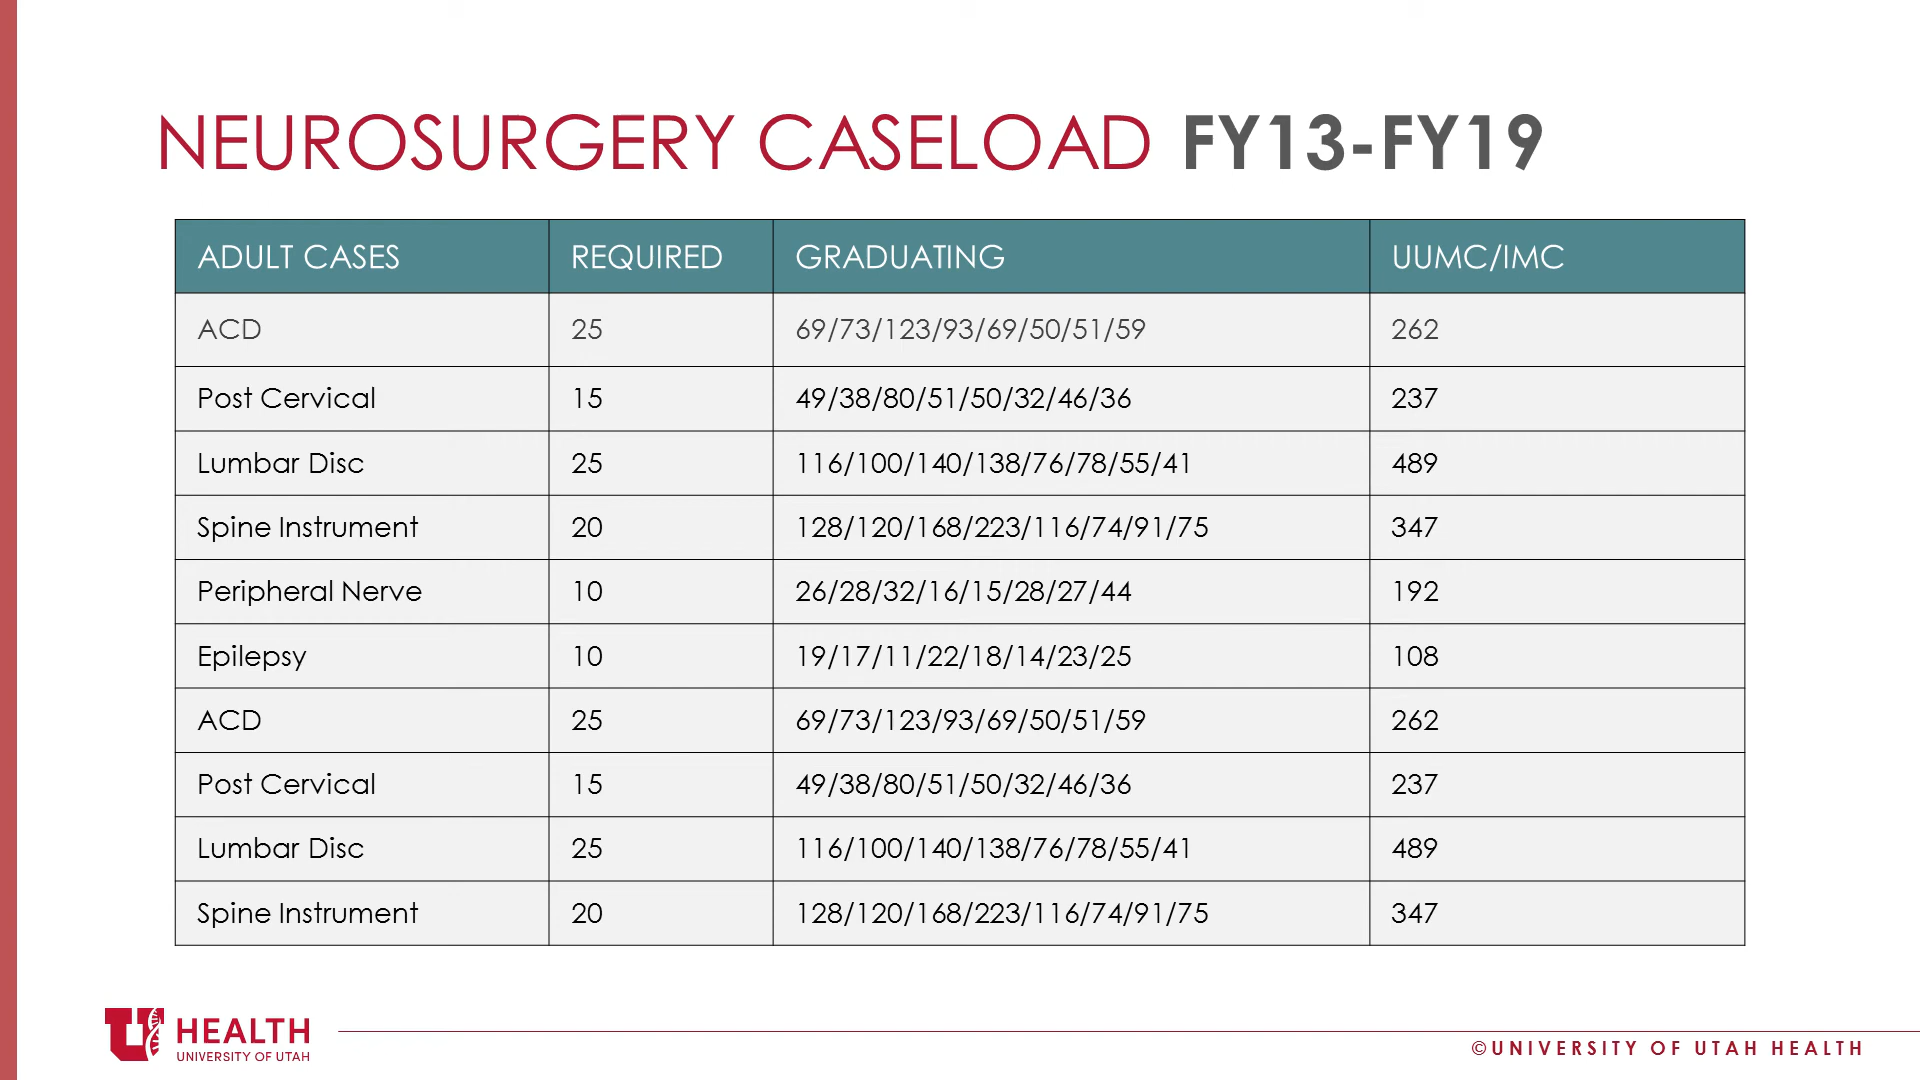 NEUROSURGERY CASELOAD FY13-FY19
ADULT CASES REQUIRED GRADUATING UUMC/IMC
ACD 25 69/73/123/93/69/50/51/59 262
Post Cervical 15 49/38/80/51/50/32/46/36 237
Lumbar Disc 25 116/100/140/138/76/78/55/41 489
Spine Instrument 20 128/120/168/223/116/74/91/75 347
Peripheral Nerve 10 26/28/32/16/15/28/27/44 192
Epilepsy 10 19/17/11/22/18/14/23/25 108
ACD 25 69/73/123/93/69/50/51/59 262
Post Cervical 15 49/38/80/51/50/32/46/36 237
Lumbar Disc 25 116/100/140/138/76/78/55/41 489
Spine Instrument 20 128/120/168/223/116/74/91/75 347
U HEALTH
UNIVERSITY OF UTAH
©UNIVERSITY OF UTAH HEALTH